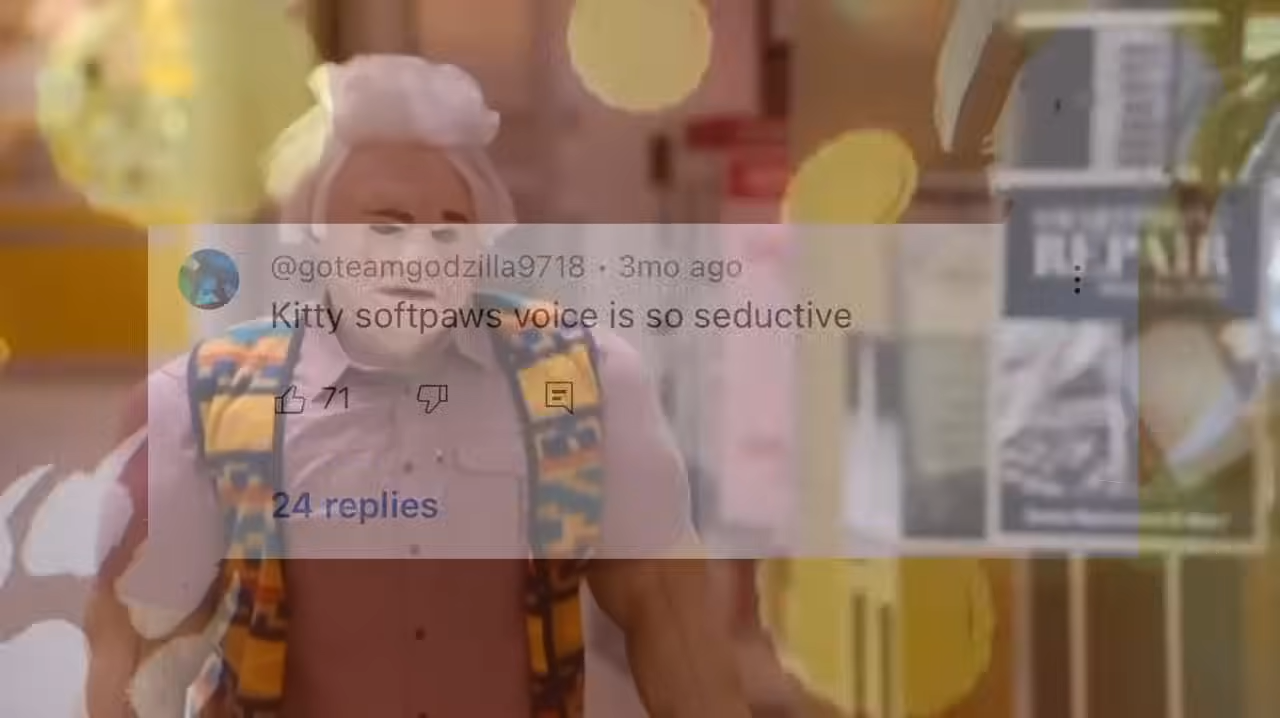 REPAIR
@goteamgodzilla9718 · 3mo ago
Kitty softpaws voice is so seductive
71
24 replies